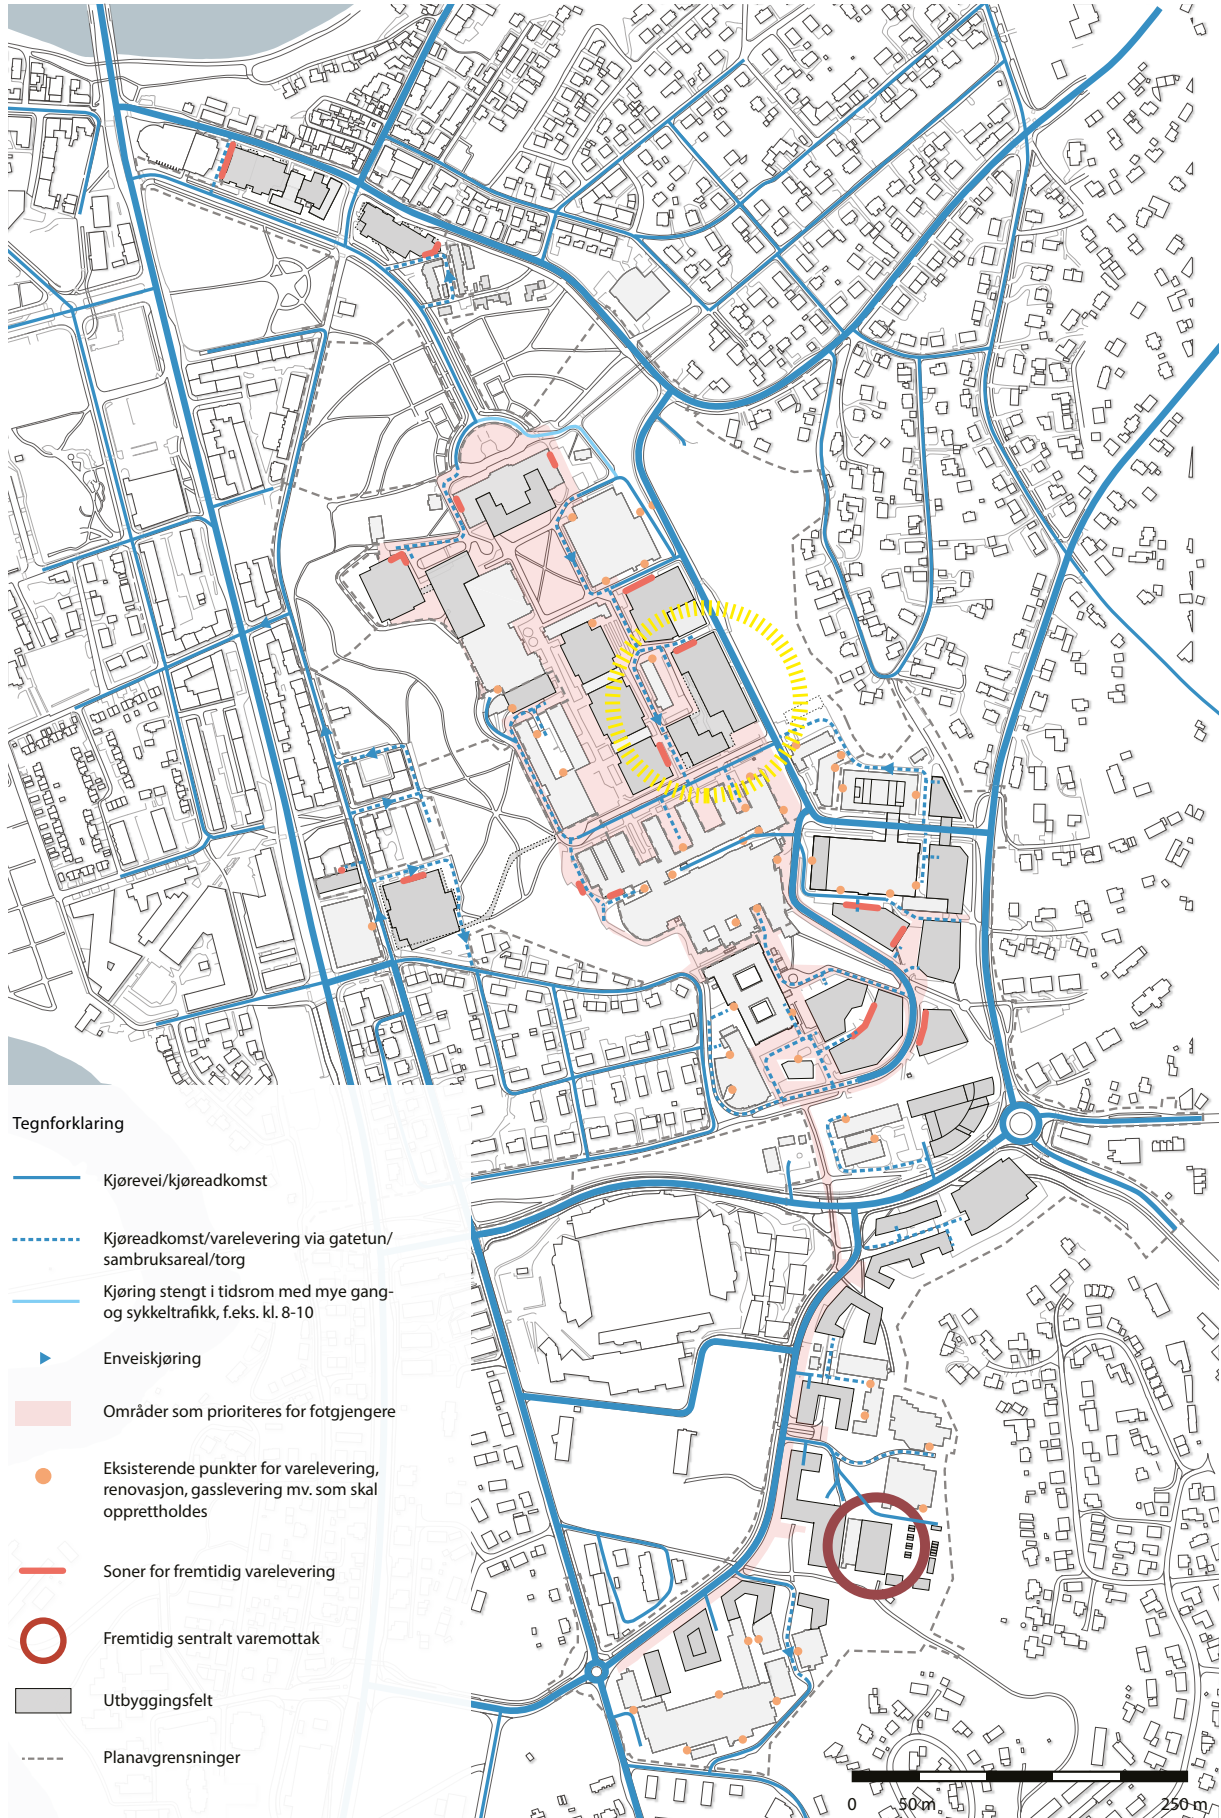 Tegnforklaring
Kjørevei/kjøreadkomst
Kjøreadkomst/varelevering via gatetun/
sambruksareal/torg
Kjøring stengt i tidsrom med mye gang-
og sykkeltrafikk, f.eks. kl. 8-10
Enveiskjøring
Områder som prioriteres for fotgjengere
Eksisterende punkter for varelevering,
renovasjon, gasslevering mv. som skal
opprettholdes
Soner for fremtidig varelevering
Fremtidig sentralt varemottak
Utbyggingsfelt
Planavgrensninger
0 50 m 250 m